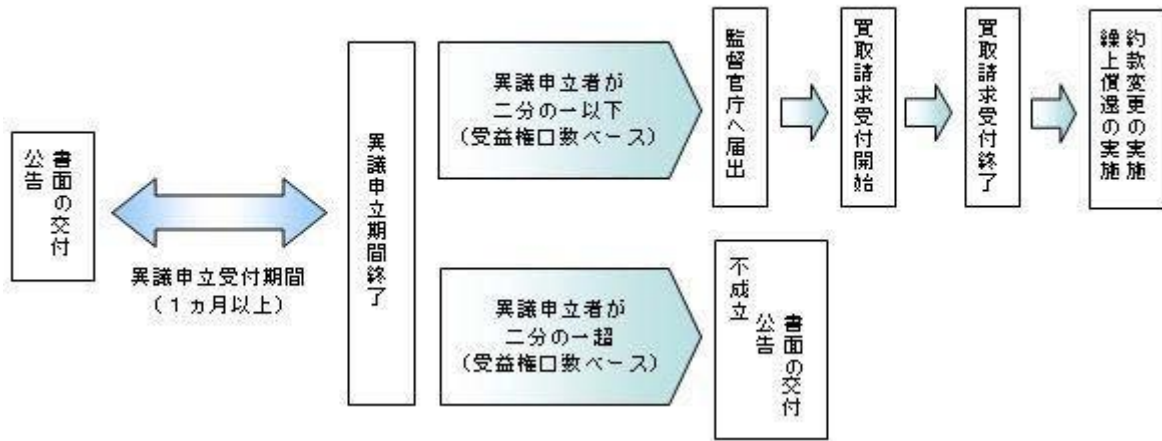 書面の交付
公告
異議申立受付期間
（１ヵ月以上）
異議申立期間終了
異議申立者が
二分の一以下
（受益権口数ベース）
監督官庁へ届出
買取請求受付開始
買取請求受付終了
約款変更の実施
繰上償還の実施
異議申立者が
二分の一超
（受益権口数ベース）
不成立
書面の交付
公告